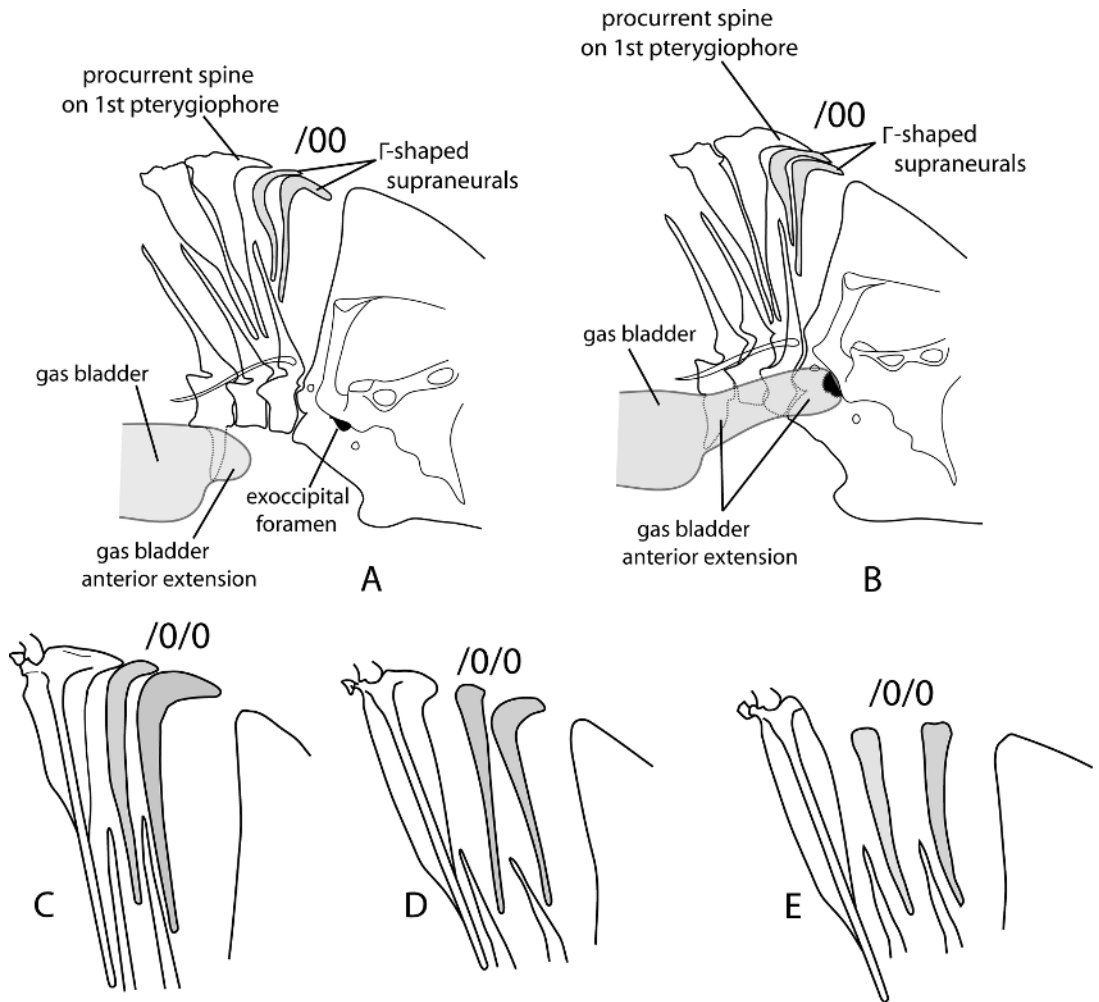 procurrent spine
on 1st pterygiophore
/00
Γ-shaped
supraneurals
gas bladder
exoccipital
foramen
gas bladder
anterior extension
A
procurrent spine
on 1st pterygiophore
/00
Γ-shaped
supraneurals
gas bladder
gas bladder
anterior extension
B
/0/0
C
/0/0
D
/0/0
E